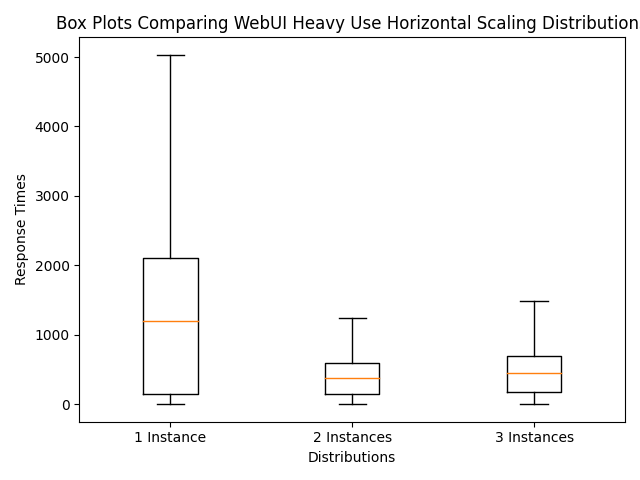 Box Plots Comparing WebUI Heavy Use Horizontal Scaling Distribution
5000
4000
3000
2000
1000
0
Response Times
1 Instance
2 Instances
3 Instances
Distributions